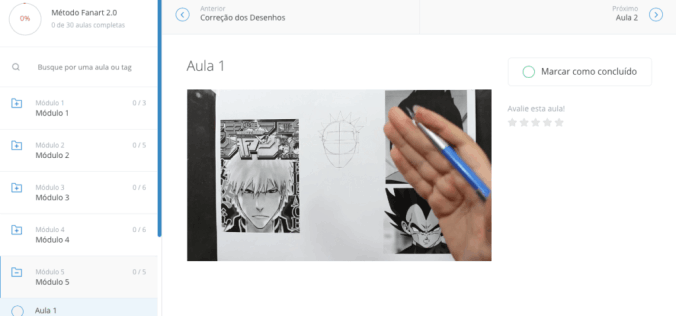 0%
Método Fanart 2.0
0 de 30 aulas completas
Busque por uma aula ou tag
Módulo 1
Módulo 1
0 / 3
Módulo 2
Módulo 2
0 / 5
Módulo 3
Módulo 3
0 / 6
Módulo 4
Módulo 4
0 / 6
Módulo 5
Módulo 5
0 / 5
Aula 1
Anterior
Correção dos Desenhos
Próximo
Aula 2
Aula 1
Marcar como concluído
Avalie esta aula!